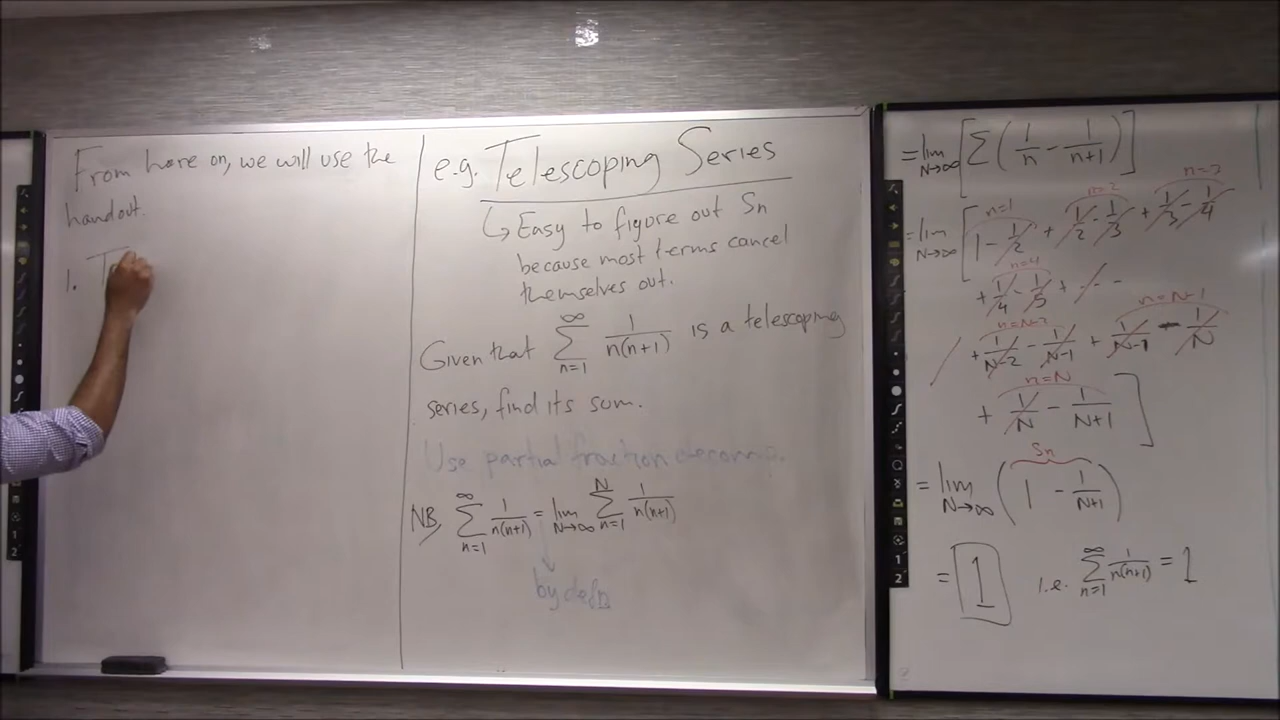 From here on, we will use the
handout.
1. T
e.g. Telescoping Series
↳ Easy to figure out Sn
because most terms cancel
themselves out.
Given that ∑_{n=1}^{∞} 1/(n(n+1)) is a telescoping
series, find its sum.
Use partial fraction decomp.
NB, ∑_{n=1}^{∞} 1/(n(n+1)) = lim_{N→∞} ∑_{n=1}^{N} 1/(n(n+1))
by defn
= lim_{N→∞} [∑ (1/n - 1/(n+1))]
n=1 n=2 n=3
= lim_{N→∞} [1 - 1/2 + 1/2 - 1/3 + 1/3 - 1/4
n=4
+ 1/4 - 1/5 + - - -
n=N-2 n=N-1
+ 1/(N-2) - 1/(N-1) + 1/(N-1) - 1/N
n=N
+ 1/N - 1/(N+1)]
Sn
= lim_{N→∞} (1 - 1/(N+1))
= 1 i.e. ∑_{n=1}^{∞} 1/(n(n+1)) = 1